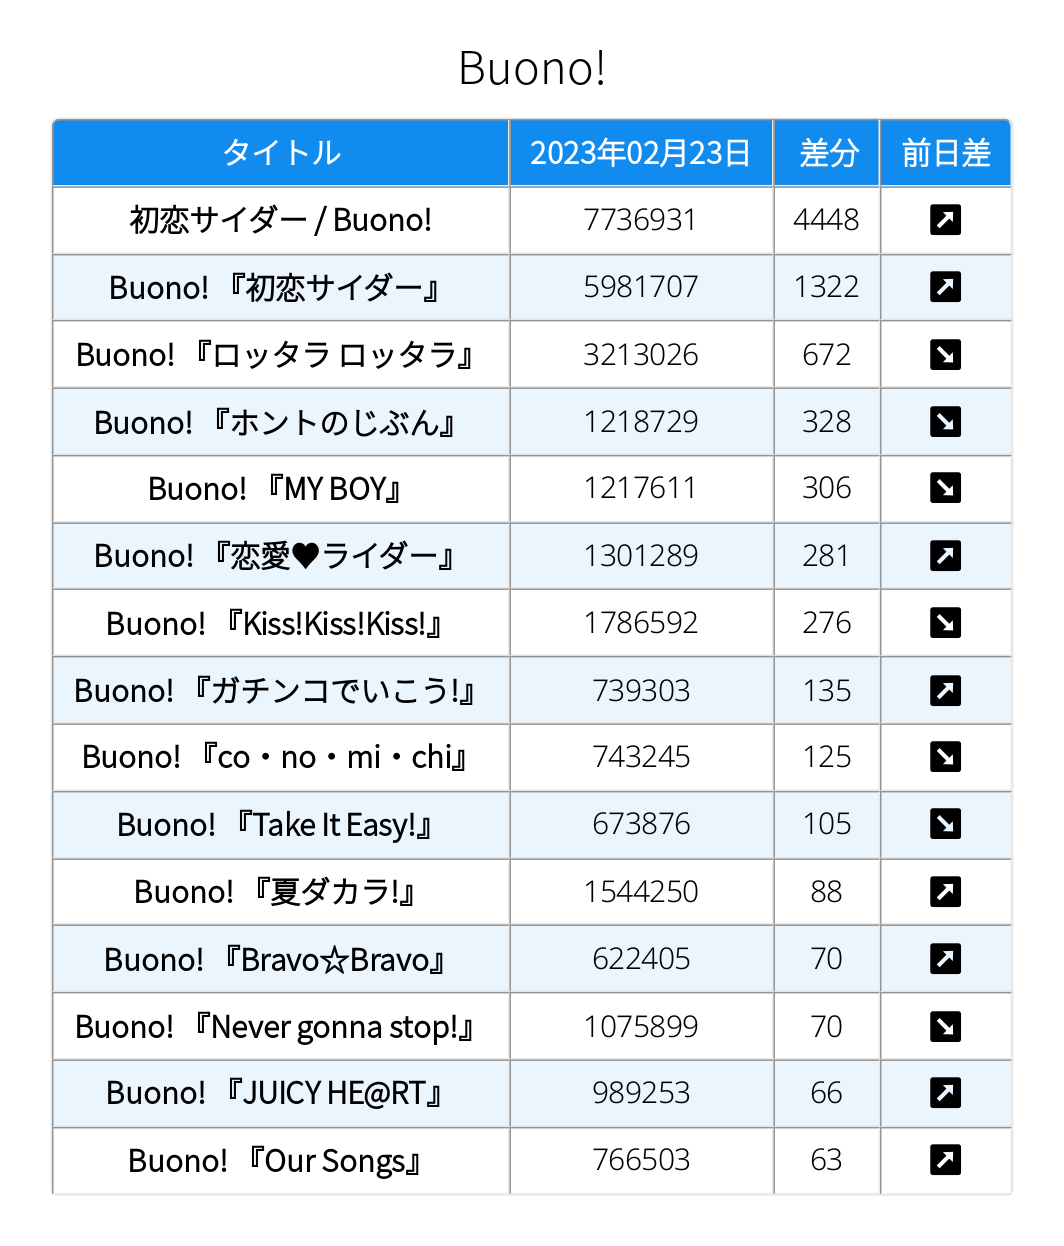 Buono!
タイトル 2023年02月23日 差分 前日差
初恋サイダー / Buono! 7736931 4448 ↗
Buono! 『初恋サイダー』 5981707 1322 ↗
Buono! 『ロッタラ ロッタラ』 3213026 672 ↘
Buono! 『ホントのじぶん』 1218729 328 ↘
Buono! 『MY BOY』 1217611 306 ↘
Buono! 『恋愛♥ライダー』 1301289 281 ↗
Buono! 『Kiss!Kiss!Kiss!』 1786592 276 ↘
Buono! 『ガチンコでいこう!』 739303 135 ↗
Buono! 『co・no・mi・chi』 743245 125 ↘
Buono! 『Take It Easy!』 673876 105 ↘
Buono! 『夏ダカラ!』 1544250 88 ↗
Buono! 『Bravo☆Bravo』 622405 70 ↗
Buono! 『Never gonna stop!』 1075899 70 ↘
Buono! 『JUICY HE@RT』 989253 66 ↗
Buono! 『Our Songs』 766503 63 ↗